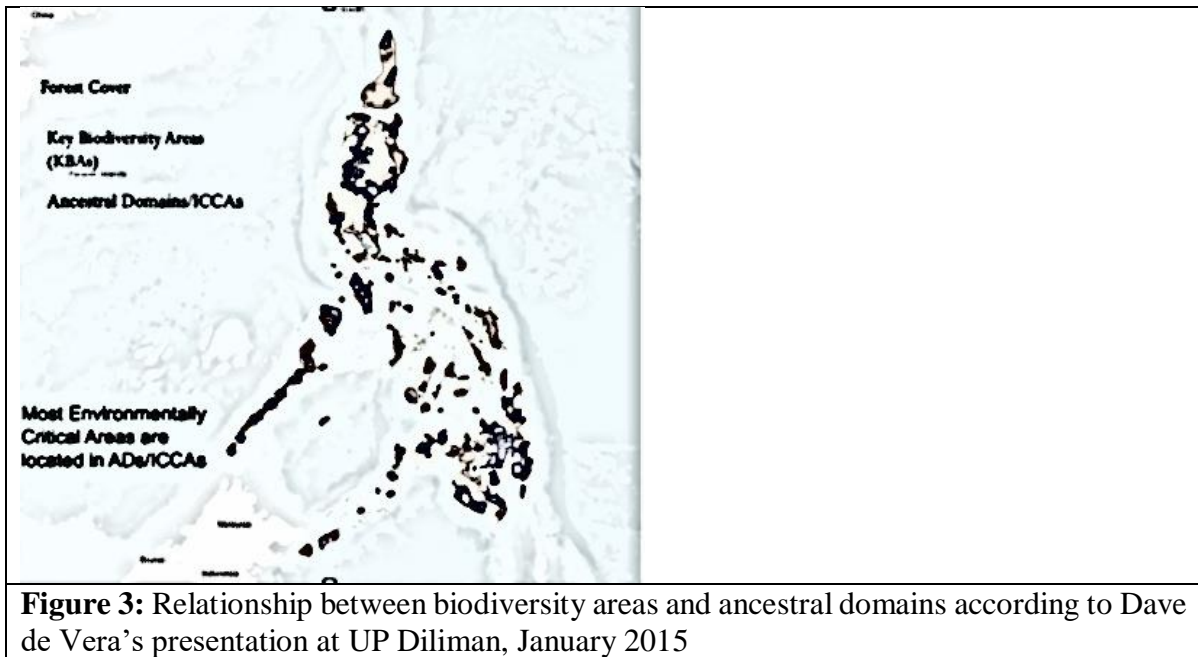 China
Forest Cover
Key Biodiversity Areas
(KBAs)
Ancestral Domains/ICCAs
Most Environmentally
Critical Areas are
located in ADs/ICCAs
Figure 3: Relationship between biodiversity areas and ancestral domains according to Dave
de Vera’s presentation at UP Diliman, January 2015